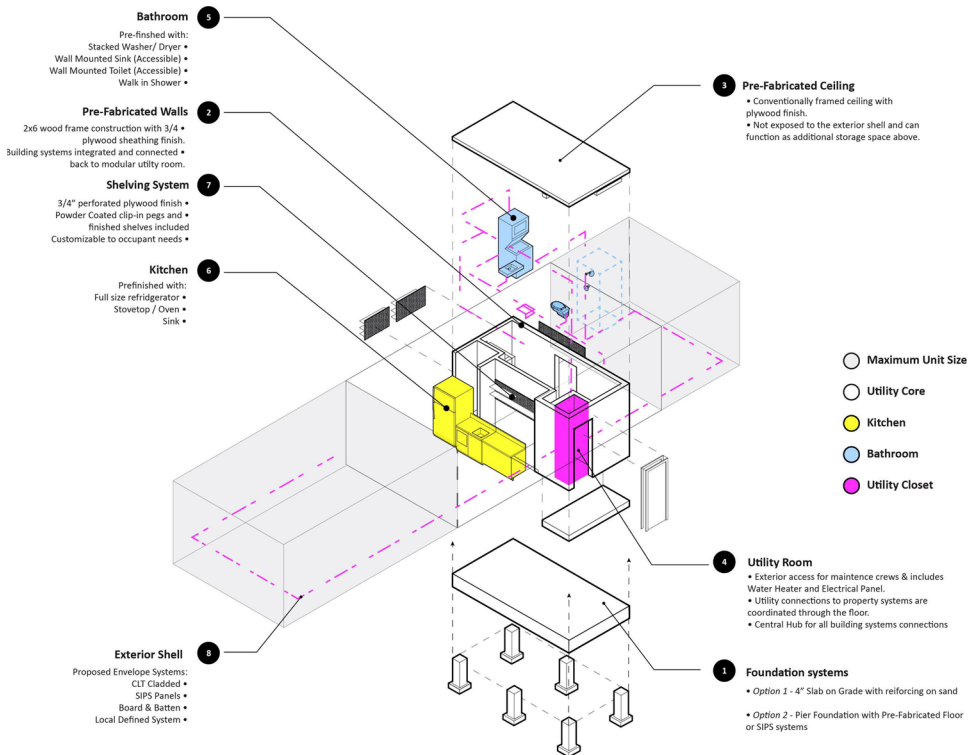 Bathroom 5
Pre-finshed with:
Stacked Washer/ Dryer •
Wall Mounted Sink (Accessible) •
Wall Mounted Toilet (Accessible) •
Walk in Shower •
Pre-Fabricated Walls 2
2x6 wood frame construction with 3/4 •
plywood sheathing finish.
Building systems integrated and connected •
back to modular utilty room.
Shelving System 7
3/4" perforated plywood finish •
Powder Coated clip-in pegs and •
finished shelves included
Customizable to occupant needs •
Kitchen 6
Prefinished with:
Full size refridgerator •
Stovetop / Oven •
Sink •
Exterior Shell 8
Proposed Envelope Systems:
CLT Cladded •
SIPS Panels •
Board & Batten •
Local Defined System •
3 Pre-Fabricated Ceiling
• Conventionally framed ceiling with
plywood finish.
• Not exposed to the exterior shell and can
function as additional storage space above.
Maximum Unit Size
Utility Core
Kitchen
Bathroom
Utility Closet
4 Utility Room
• Exterior access for maintence crews & includes
Water Heater and Electrical Panel.
• Utility connections to property systems are
coordinated through the floor.
• Central Hub for all building systems connections
1 Foundation systems
• Option 1 - 4" Slab on Grade with reiforcing on sand
• Option 2 - Pier Foundation with Pre-Fabricated Floor
or SIPS systems